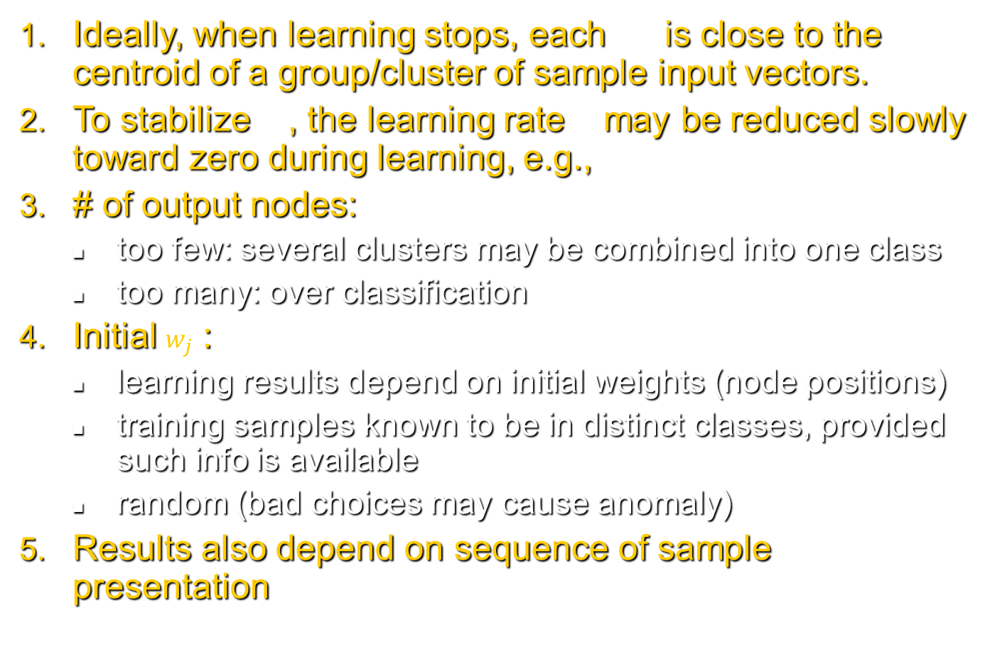 1. Ideally, when learning stops, each is close to the
centroid of a group/cluster of sample input vectors.
2. To stabilize , the learning rate may be reduced slowly
toward zero during learning, e.g.,
3. # of output nodes:
▪ too few: several clusters may be combined into one class
▪ too many: over classification
4. Initial w_j :
▪ learning results depend on initial weights (node positions)
▪ training samples known to be in distinct classes, provided
such info is available
▪ random (bad choices may cause anomaly)
5. Results also depend on sequence of sample
presentation